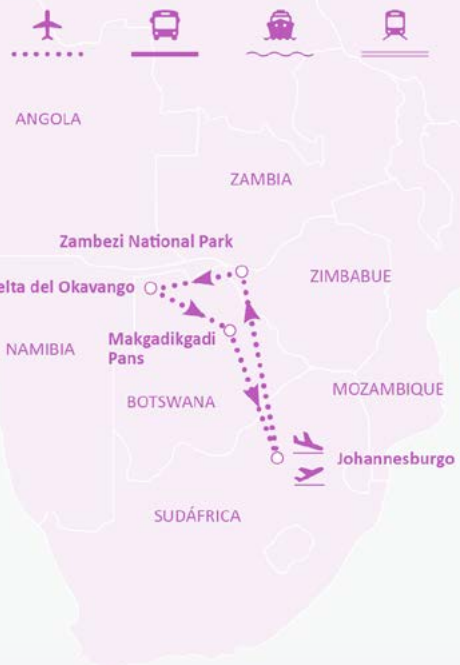 ANGOLA
ZAMBIA
Zambezi National Park
ZIMBABUE
elta del Okavango
NAMIBIA
Makgadikgadi
Pans
MOZAMBIQUE
BOTSWANA
Johannesburgo
SUDÁFRICA